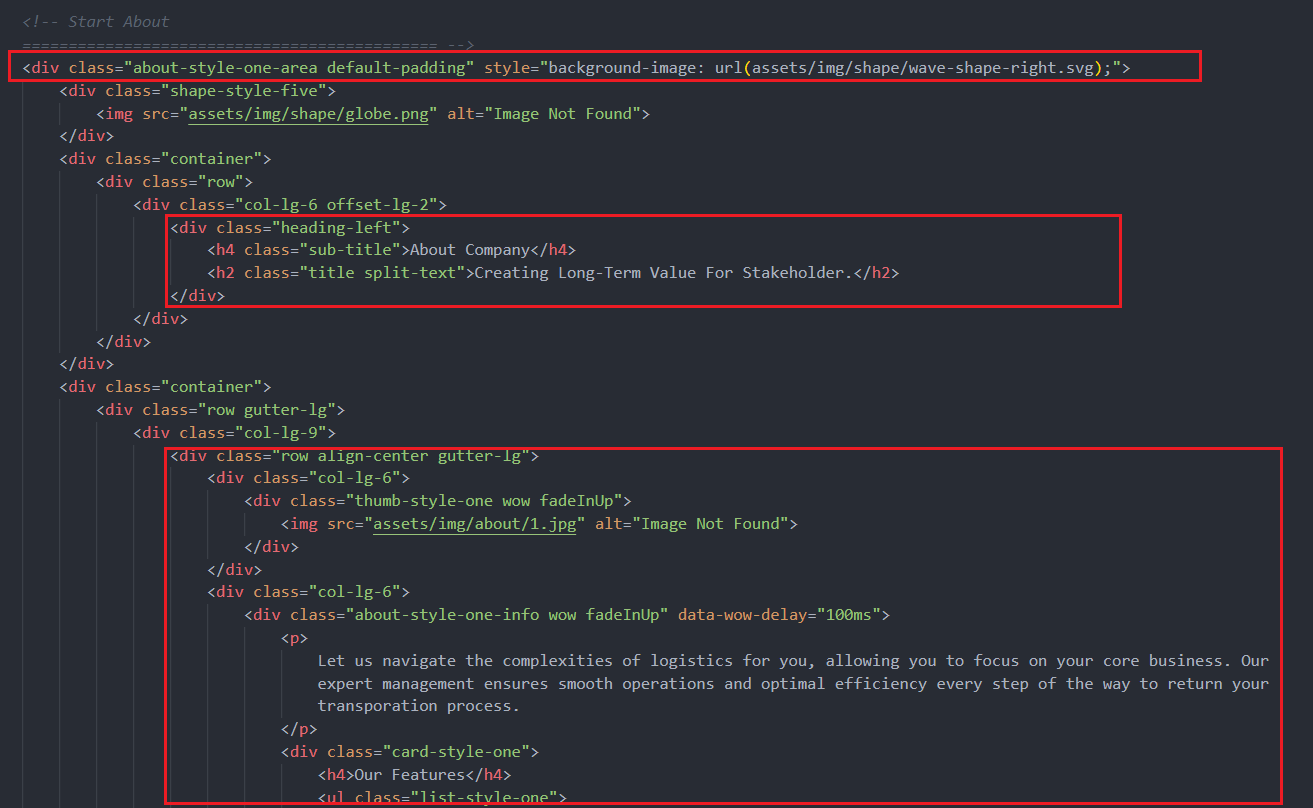 <!-- Start About
============================================= -->
<div class="about-style-one-area default-padding" style="background-image: url(assets/img/shape/wave-shape-right.svg);">
<div class="shape-style-five">
<img src="assets/img/shape/globe.png" alt="Image Not Found">
</div>
<div class="container">
<div class="row">
<div class="col-lg-6 offset-lg-2">
<div class="heading-left">
<h4 class="sub-title">About Company</h4>
<h2 class="title split-text">Creating Long-Term Value For Stakeholder.</h2>
</div>
</div>
</div>
</div>
<div class="container">
<div class="row gutter-lg">
<div class="col-lg-9">
<div class="row align-center gutter-lg">
<div class="col-lg-6">
<div class="thumb-style-one wow fadeInUp">
<img src="assets/img/about/1.jpg" alt="Image Not Found">
</div>
</div>
<div class="col-lg-6">
<div class="about-style-one-info wow fadeInUp" data-wow-delay="100ms">
<p>
Let us navigate the complexities of logistics for you, allowing you to focus on your core business. Our
expert management ensures smooth operations and optimal efficiency every step of the way to return your
transporation process.
</p>
<div class="card-style-one">
<h4>Our Features</h4>
<ul class="list-style-one">